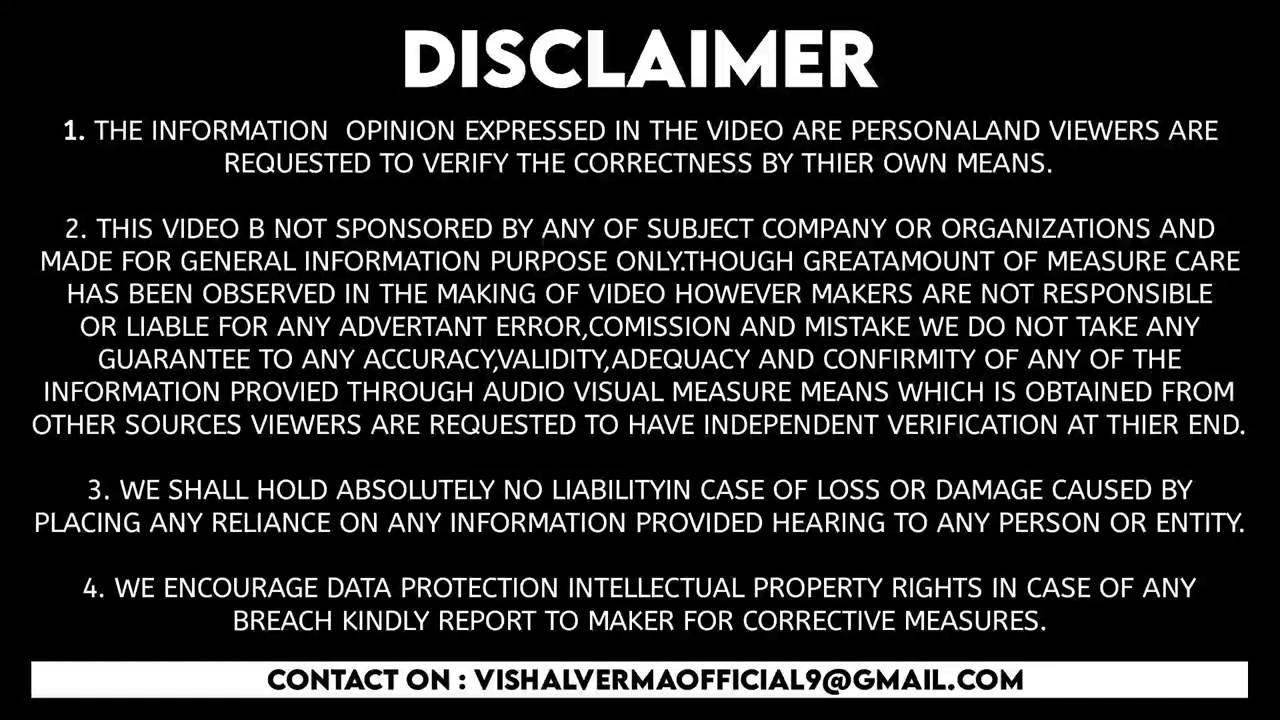 DISCLAIMER
1. THE INFORMATION OPINION EXPRESSED IN THE VIDEO ARE PERSONALAND VIEWERS ARE
REQUESTED TO VERIFY THE CORRECTNESS BY THIER OWN MEANS.
2. THIS VIDEO B NOT SPONSORED BY ANY OF SUBJECT COMPANY OR ORGANIZATIONS AND
MADE FOR GENERAL INFORMATION PURPOSE ONLY.THOUGH GREATAMOUNT OF MEASURE CARE
HAS BEEN OBSERVED IN THE MAKING OF VIDEO HOWEVER MAKERS ARE NOT RESPONSIBLE
OR LIABLE FOR ANY ADVERTANT ERROR,COMISSION AND MISTAKE WE DO NOT TAKE ANY
GUARANTEE TO ANY ACCURACY,VALIDITY,ADEQUACY AND CONFIRMITY OF ANY OF THE
INFORMATION PROVIED THROUGH AUDIO VISUAL MEASURE MEANS WHICH IS OBTAINED FROM
OTHER SOURCES VIEWERS ARE REQUESTED TO HAVE INDEPENDENT VERIFICATION AT THIER END.
3. WE SHALL HOLD ABSOLUTELY NO LIABILITYIN CASE OF LOSS OR DAMAGE CAUSED BY
PLACING ANY RELIANCE ON ANY INFORMATION PROVIDED HEARING TO ANY PERSON OR ENTITY.
4. WE ENCOURAGE DATA PROTECTION INTELLECTUAL PROPERTY RIGHTS IN CASE OF ANY
BREACH KINDLY REPORT TO MAKER FOR CORRECTIVE MEASURES.
CONTACT ON : VISHALVERMAOFFICIAL9@GMAIL.COM